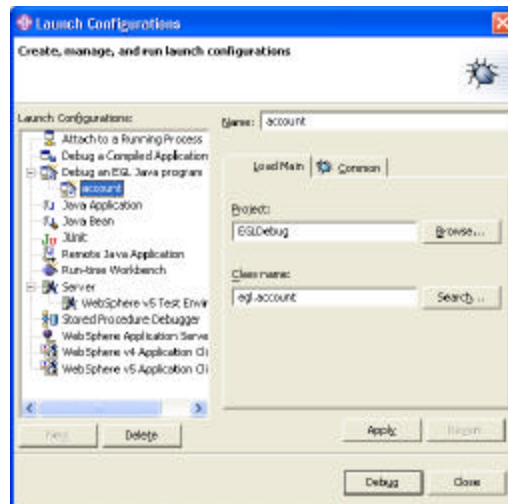 Launch Configurations
Create, manage, and run launch configurations
Launch Configurations:
Attach to a Running Process
Debug a Compiled Application
Debug an EGL Java program
account
Java Application
Java Bean
JUnit
Remote Java Application
Run-time Workbench
Server
WebSphere v5 Test Envir
Stored Procedure Debugger
WebSphere Application Serve
WebSphere v4 Application Cli
WebSphere v5 Application Cli
New
Delete
Name: account
Load Main
Common
Project:
EGLDebug
Browse...
Class name:
egl.account
Search...
Apply
Revert
Debug
Close